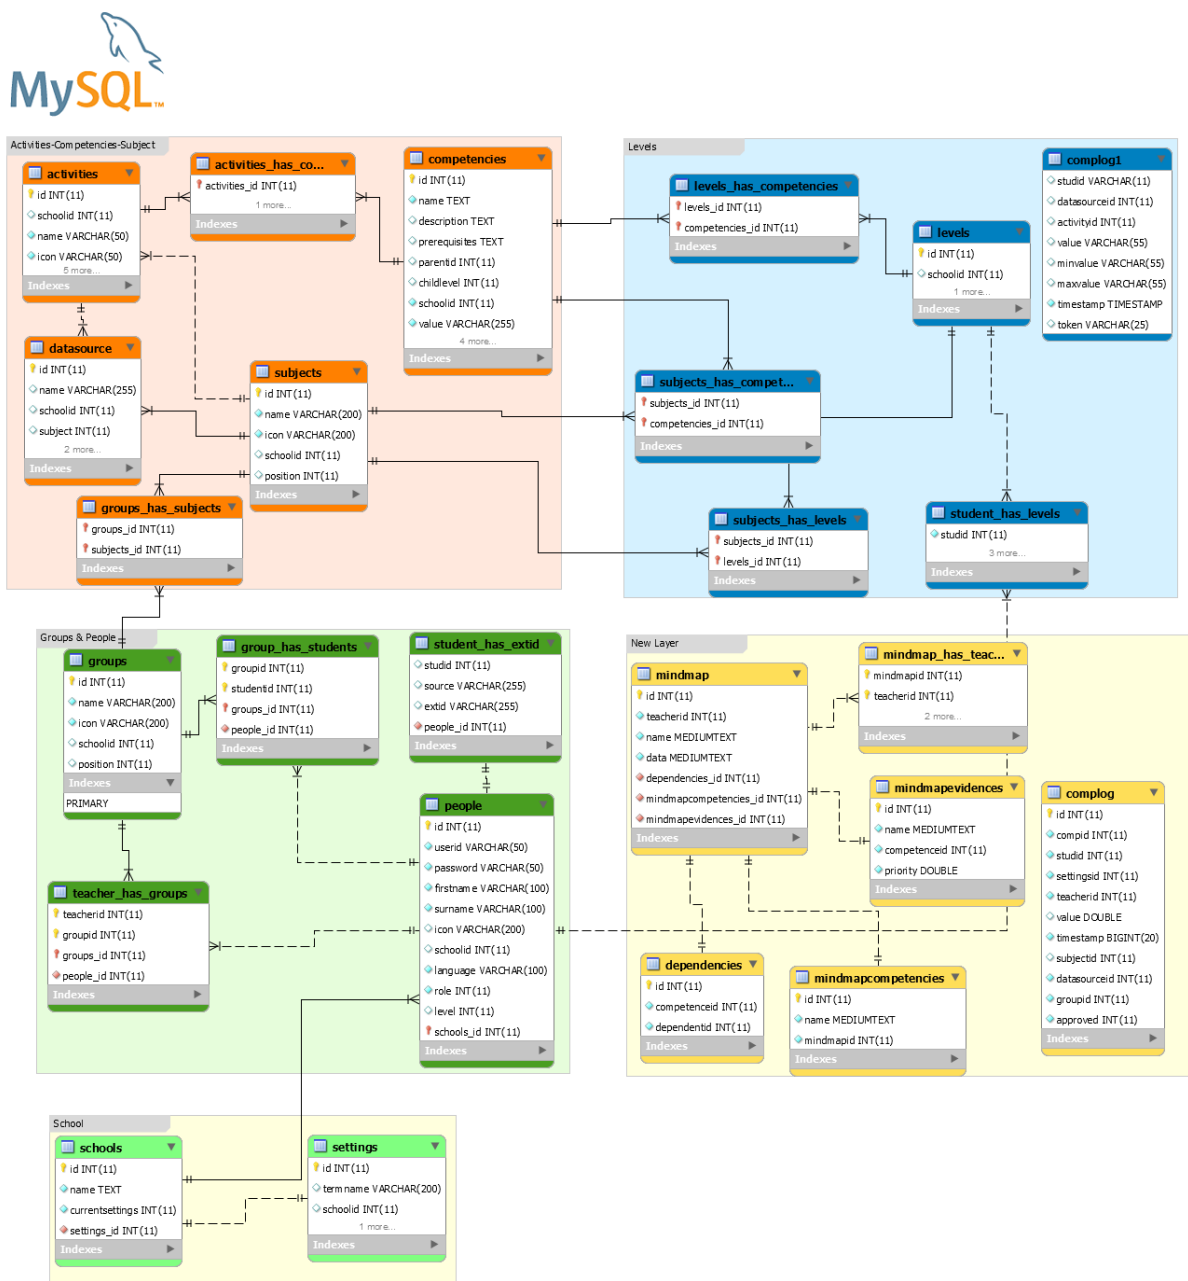 MySQL™
Activities-Competencies-Subject
activities
id INT(11)
schoolid INT(11)
name VARCHAR(50)
icon VARCHAR(50)
5 more...
Indexes
activities_has_co...
activities_id INT(11)
1 more...
Indexes
competencies
id INT(11)
name TEXT
description TEXT
prerequisites TEXT
parentid INT(11)
childlevel INT(11)
schoolid INT(11)
value VARCHAR(255)
4 more...
Indexes
datasource
id INT(11)
name VARCHAR(255)
schoolid INT(11)
subject INT(11)
2 more...
Indexes
subjects
id INT(11)
name VARCHAR(200)
icon VARCHAR(200)
schoolid INT(11)
position INT(11)
Indexes
groups_has_subjects
groups_id INT(11)
subjects_id INT(11)
Indexes
Levels
levels_has_competencies
levels_id INT(11)
competencies_id INT(11)
Indexes
levels
id INT(11)
schoolid INT(11)
1 more...
Indexes
complog1
studid VARCHAR(11)
datasourceid INT(11)
activityid INT(11)
value VARCHAR(55)
minvalue VARCHAR(55)
maxvalue VARCHAR(55)
timestamp TIMESTAMP
token VARCHAR(25)
subjects_has_compet...
subjects_id INT(11)
competencies_id INT(11)
Indexes
subjects_has_levels
subjects_id INT(11)
levels_id INT(11)
Indexes
student_has_levels
studid INT(11)
3 more...
Indexes
Groups & People
groups
id INT(11)
name VARCHAR(200)
icon VARCHAR(200)
schoolid INT(11)
position INT(11)
Indexes
PRIMARY
group_has_students
groupid INT(11)
studentid INT(11)
groups_id INT(11)
people_id INT(11)
Indexes
student_has_extid
studid INT(11)
source VARCHAR(255)
extid VARCHAR(255)
people_id INT(11)
Indexes
people
id INT(11)
userid VARCHAR(50)
password VARCHAR(50)
firstname VARCHAR(100)
surname VARCHAR(100)
icon VARCHAR(200)
schoolid INT(11)
language VARCHAR(100)
role INT(11)
level INT(11)
schools_id INT(11)
Indexes
teacher_has_groups
teacherid INT(11)
groupid INT(11)
groups_id INT(11)
people_id INT(11)
Indexes
New Layer
mindmap
id INT(11)
teacherid INT(11)
name MEDIUMTEXT
data MEDIUMTEXT
dependencies_id INT(11)
mindmapcompetencies_id INT(11)
mindmapevidences_id INT(11)
Indexes
mindmap_has_teac...
mindmapid INT(11)
teacherid INT(11)
2 more...
Indexes
mindmapevidences
id INT(11)
name MEDIUMTEXT
competenceid INT(11)
priority DOUBLE
Indexes
complog
id INT(11)
compid INT(11)
studid INT(11)
settingsid INT(11)
teacherid INT(11)
value DOUBLE
timestamp BIGINT(20)
subjectid INT(11)
datasourceid INT(11)
groupid INT(11)
approved INT(11)
Indexes
dependencies
id INT(11)
competenceid INT(11)
dependentid INT(11)
Indexes
mindmapcompetencies
id INT(11)
name MEDIUMTEXT
mindmapid INT(11)
Indexes
School
schools
id INT(11)
name TEXT
currentsettings INT(11)
settings_id INT(11)
Indexes
settings
id INT(11)
termname VARCHAR(200)
schoolid INT(11)
1 more...
Indexes